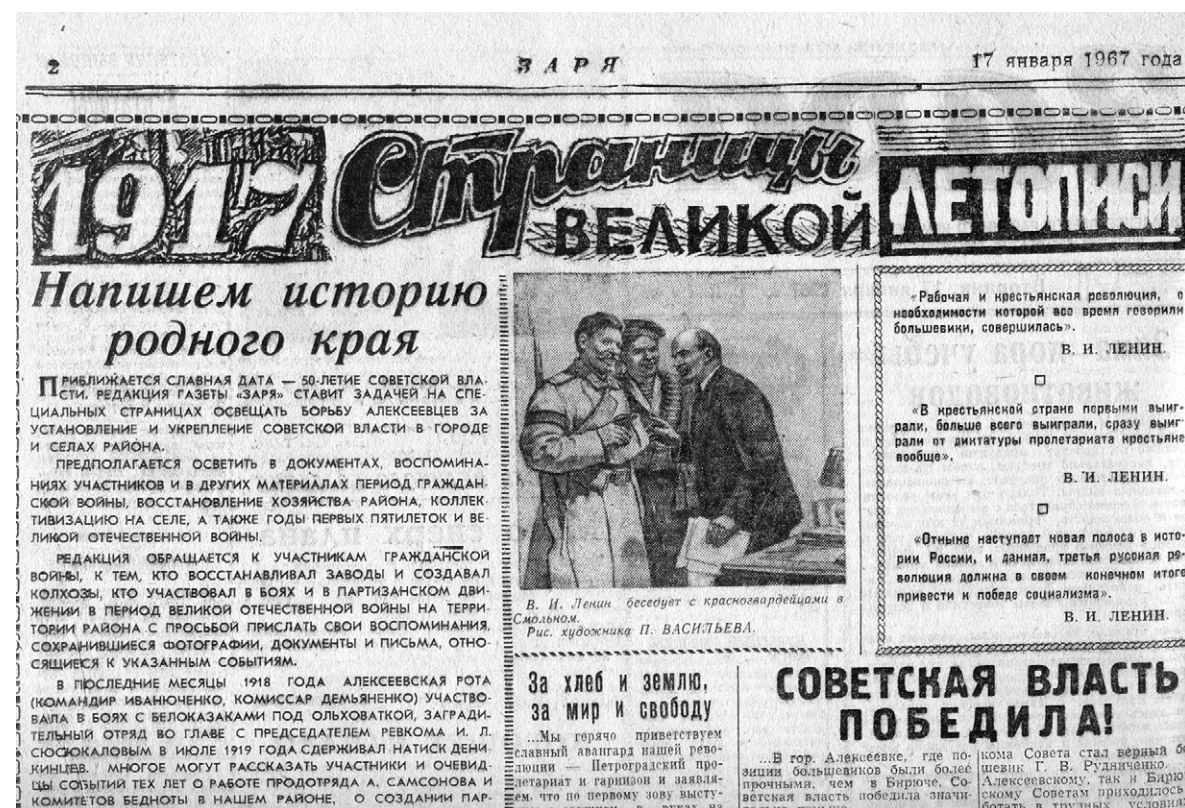 2
ЗАРЯ
17 января 1967 года
1917 Страницы ВЕЛИКОЙ ЛЕТОПИСИ
Напишем историю
родного края
ПРИБЛИЖАЕТСЯ СЛАВНАЯ ДАТА — 50-ЛЕТИЕ СОВЕТСКОЙ ВЛА-
СТИ. РЕДАКЦИЯ ГАЗЕТЫ «ЗАРЯ» СТАВИТ ЗАДАЧЕЙ НА СПЕ-
ЦИАЛЬНЫХ СТРАНИЦАХ ОСВЕЩАТЬ БОРЬБУ АЛЕКСЕЕВЦЕВ ЗА
УСТАНОВЛЕНИЕ И УКРЕПЛЕНИЕ СОВЕТСКОЙ ВЛАСТИ В ГОРОДЕ
И СЕЛАХ РАЙОНА.
ПРЕДПОЛАГАЕТСЯ ОСВЕТИТЬ В ДОКУМЕНТАХ, ВОСПОМИНА-
НИЯХ УЧАСТНИКОВ И В ДРУГИХ МАТЕРИАЛАХ ПЕРИОД ГРАЖДАН-
СКОЙ ВОЙНЫ, ВОССТАНОВЛЕНИЕ ХОЗЯЙСТВА РАЙОНА, КОЛЛЕК-
ТИВИЗАЦИЮ НА СЕЛЕ, А ТАКЖЕ ГОДЫ ПЕРВЫХ ПЯТИЛЕТОК И ВЕ-
ЛИКОЙ ОТЕЧЕСТВЕННОЙ ВОЙНЫ.
РЕДАКЦИЯ ОБРАЩАЕТСЯ К УЧАСТНИКАМ ГРАЖДАНСКОЙ
ВОЙНЫ, К ТЕМ, КТО ВОССТАНАВЛИВАЛ ЗАВОДЫ И СОЗДАВАЛ
КОЛХОЗЫ, КТО УЧАСТВОВАЛ В БОЯХ И В ПАРТИЗАНСКОМ ДВИ-
ЖЕНИИ В ПЕРИОД ВЕЛИКОЙ ОТЕЧЕСТВЕННОЙ ВОЙНЫ НА ТЕРРИ-
ТОРИИ РАЙОНА С ПРОСЬБОЙ ПРИСЛАТЬ СВОИ ВОСПОМИНАНИЯ,
СОХРАНИВШИЕСЯ ФОТОГРАФИИ, ДОКУМЕНТЫ И ПИСЬМА, ОТНО-
СЯЩИЕСЯ К УКАЗАННЫМ СОБЫТИЯМ.
В ПОСЛЕДНИЕ МЕСЯЦЫ 1918 ГОДА АЛЕКСЕЕВСКАЯ РОТА
(КОМАНДИР ИВАНЮЧЕНКО, КОМИССАР ДЕМЬЯНЕНКО) УЧАСТВО-
ВАЛА В БОЯХ С БЕЛОКАЗАКАМИ ПОД ОЛЬХОВАТКОЙ, ЗАГРАДИ-
ТЕЛЬНЫЙ ОТРЯД ВО ГЛАВЕ С ПРЕДСЕДАТЕЛЕМ РЕВКОМА И. Л.
СЮСЮКАЛОВЫМ В ИЮЛЕ 1919 ГОДА СДЕРЖИВАЛ НАТИСК ДЕНИ-
КИНЦЕВ. МНОГОЕ МОГУТ РАССКАЗАТЬ УЧАСТНИКИ И ОЧЕВИД-
ЦЫ СОБЫТИЙ ТЕХ ЛЕТ О РАБОТЕ ПРОДОТРЯДА А. САМСОНОВА И
КОМИТЕТОВ БЕДНОТЫ В НАШЕМ РАЙОНЕ, О СОЗДАНИИ ПАР-
В. И. Ленин беседует с красногвардейцами в
Смольном.
Рис. художника П. ВАСИЛЬЕВА.
«Рабочая и крестьянская революция, о
необходимости которой все время говорили
большевики, совершилась».
В. И. ЛЕНИН.
«В крестьянской стране первыми выиг-
рали, больше всего выиграли, сразу выиг-
рали от диктатуры пролетариата крестьяне
вообще».
В. И. ЛЕНИН.
«Отныне наступает новая полоса в исто-
рии России, и данная, третья русская ре-
волюция должна в своем конечном итоге
привести к победе социализма».
В. И. ЛЕНИН.
За хлеб и землю,
за мир и свободу
...Мы горячо приветствуем
славный авангард нашей рево-
люции — Петроградский про-
летариат и гарнизон и заявля-
ем, что по первому зову высту-
СОВЕТСКАЯ ВЛАСТЬ
ПОБЕДИЛА!
...В гор. Алексеевке, где по-
зиции большевиков были более
прочными, чем в Бирюче, Со-
ветская власть победила значи-
кома Совета стал верный
шевик Г. В. Рудниченко.
Алексеевскому, так и Бирю
скому Советам приходилось